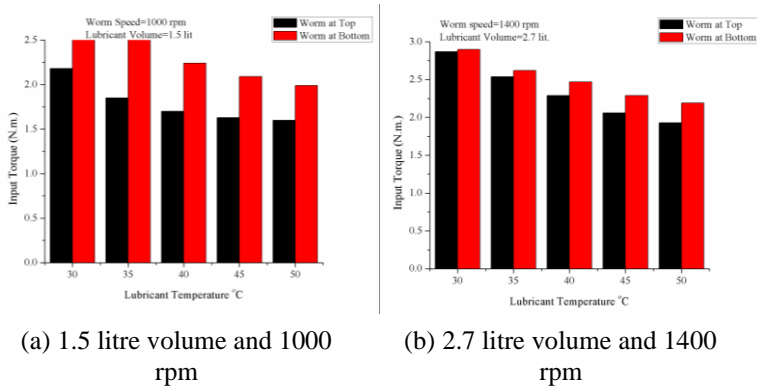 Worm Speed=1000 rpm
Lubricant Volume=1.5 lit
Worm at Top
Worm at Bottom
2.5
2.0
1.5
1.0
0.5
0.0
Input Torque (N.m.)
30 35 40 45 50
Lubricant Temperature °C
(a) 1.5 litre volume and 1000
rpm
Worm speed=1400 rpm
Lubricant Volume=2.7 lit.
Worm at Top
Worm at Bottom
3.0
2.5
2.0
1.5
1.0
0.5
0.0
Input Torque (N.m.)
30 35 40 45 50
Lubricant Temperature °C
(b) 2.7 litre volume and 1400
rpm